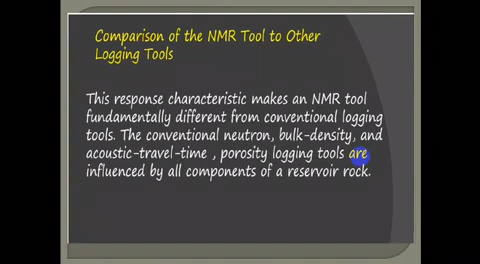 Comparison of the NMR Tool to Other
Logging Tools
This response characteristic makes an NMR tool
fundamentally different from conventional logging
tools. The conventional neutron, bulk-density, and
acoustic-travel-time , porosity logging tools are
influenced by all components of a reservoir rock.